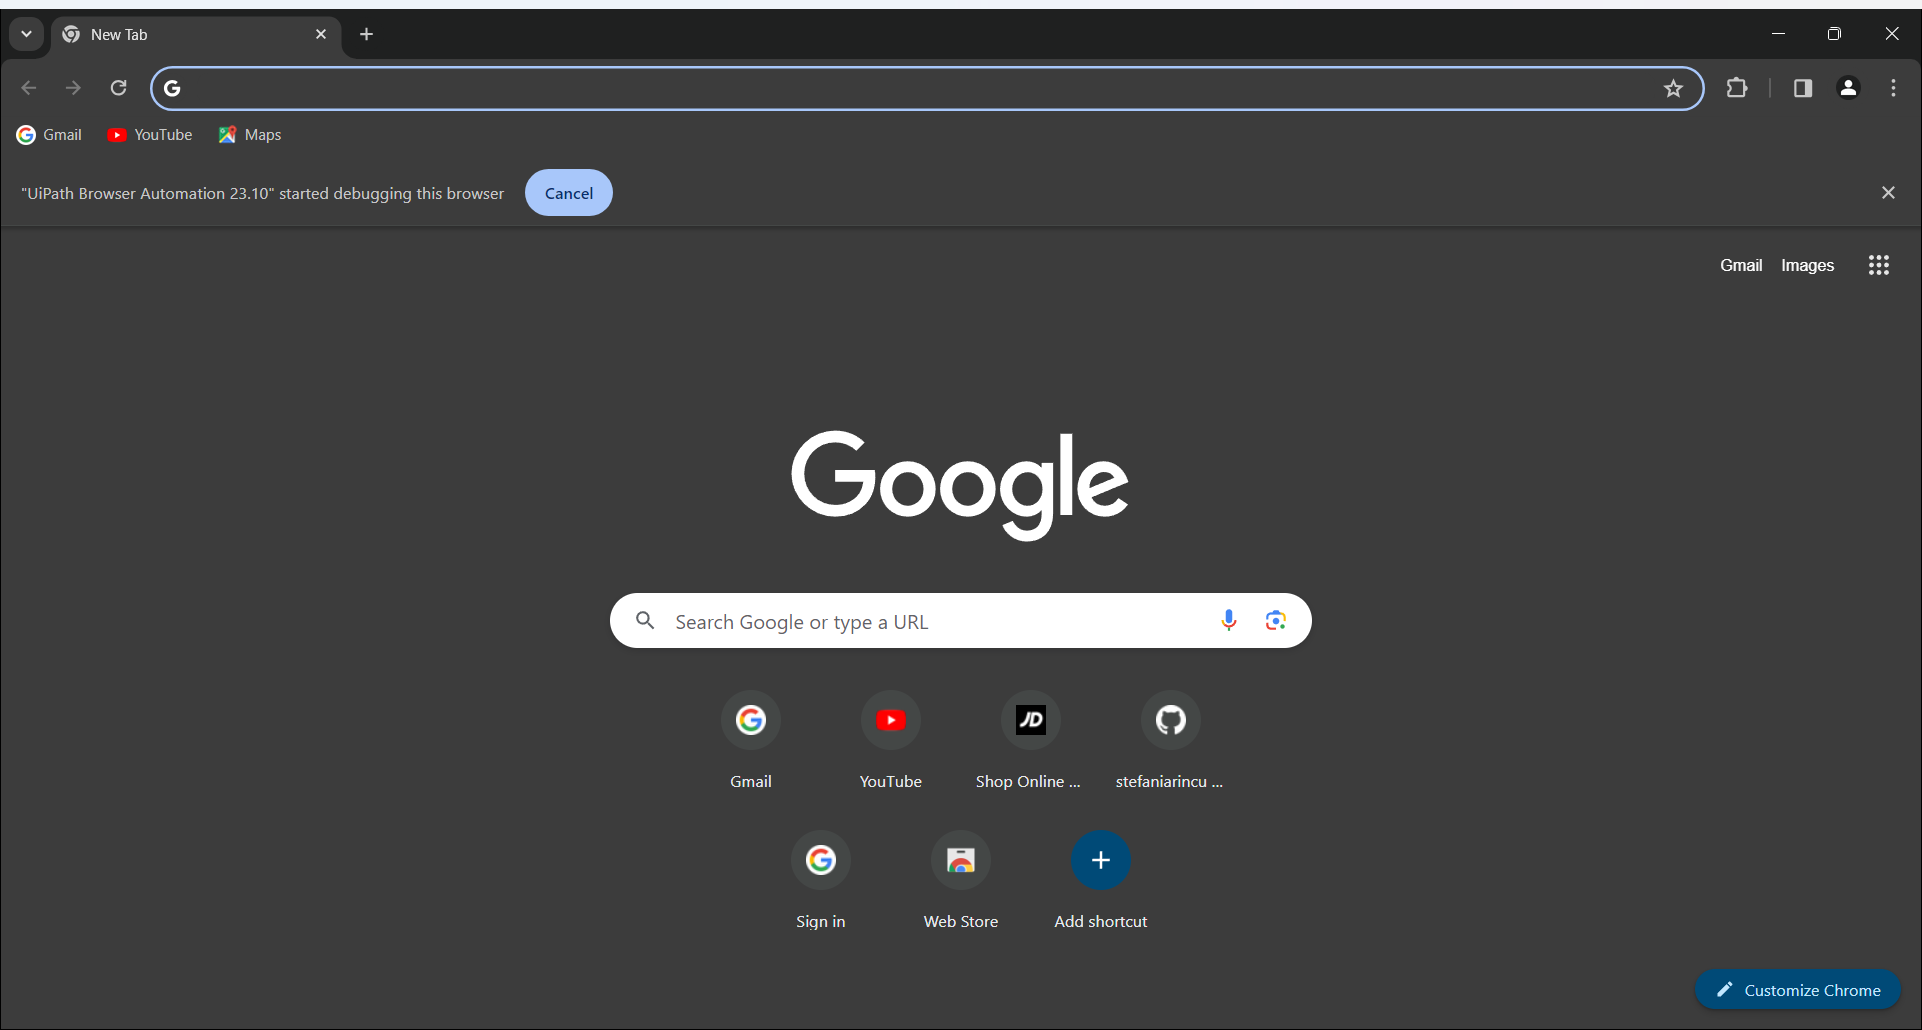 New Tab
Gmail YouTube Maps
"UiPath Browser Automation 23.10" started debugging this browser Cancel
Gmail Images
Google
Search Google or type a URL
JD
Gmail YouTube Shop Online ... stefaniarincu ...
Sign in Web Store Add shortcut
Customize Chrome